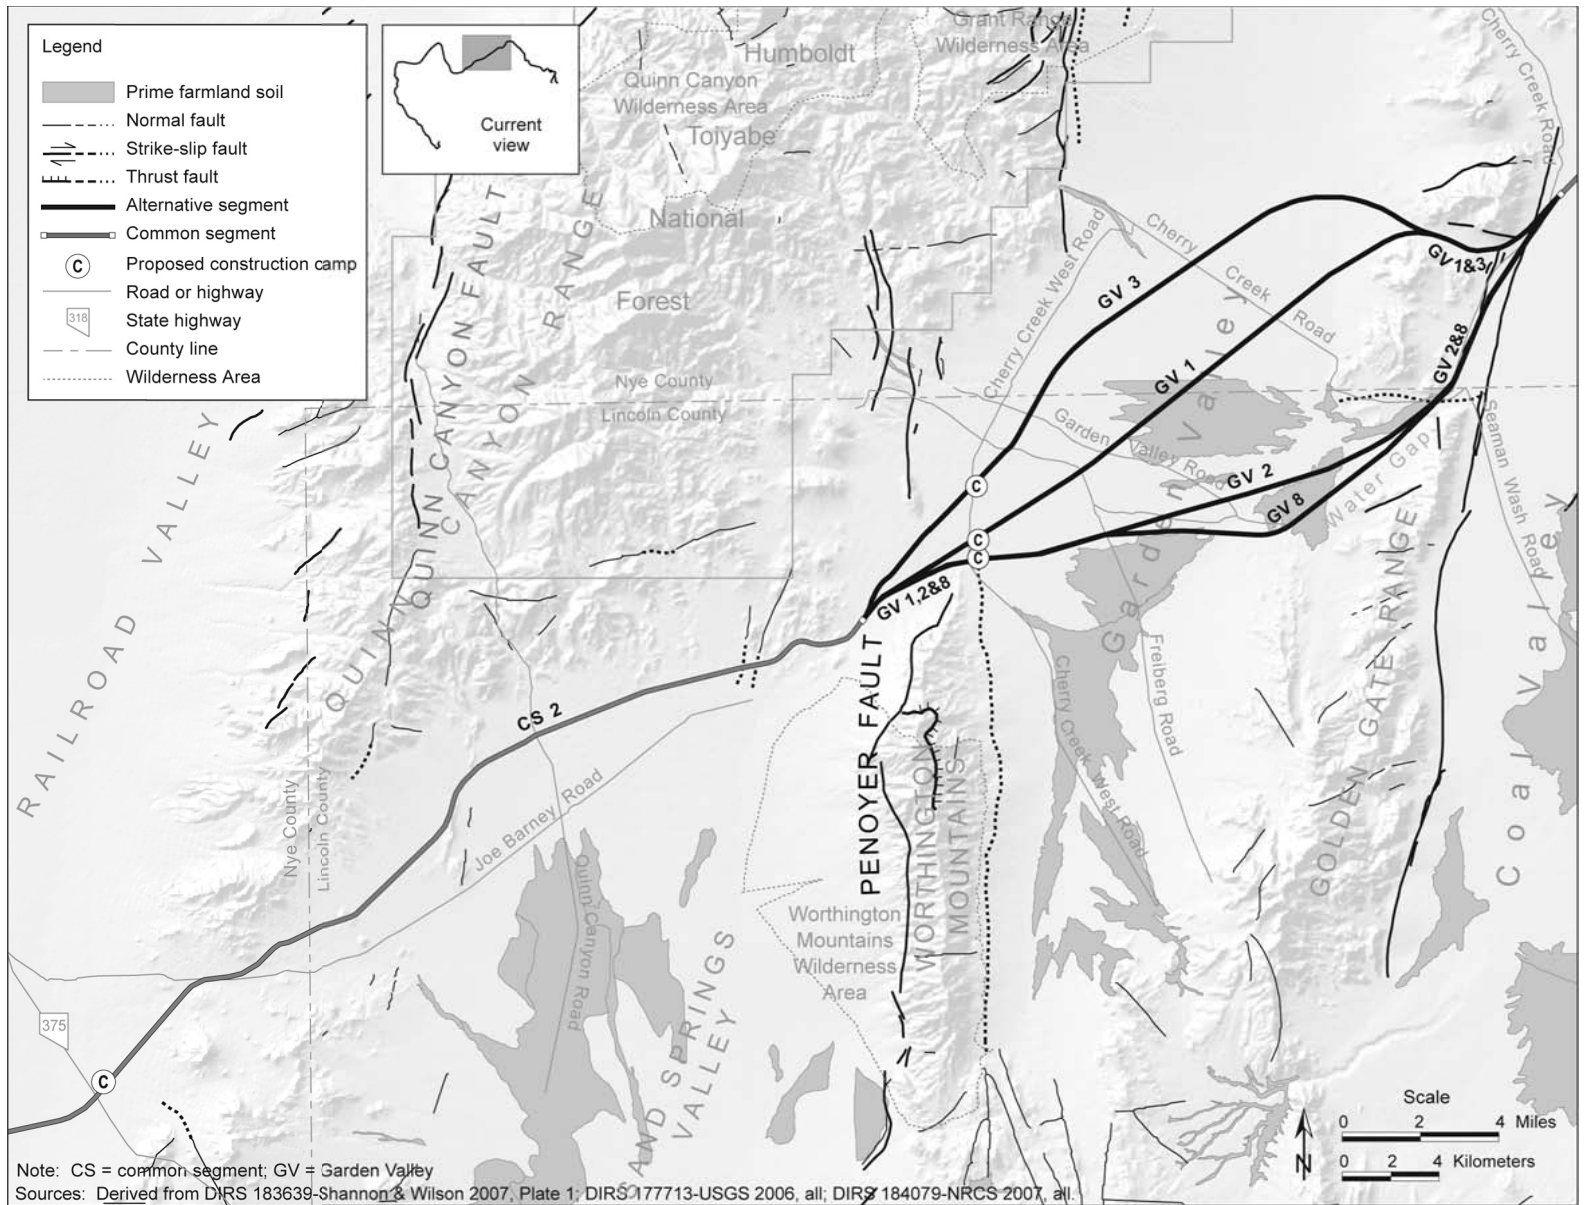 Legend
Prime farmland soil
Normal fault
Strike-slip fault
Thrust fault
Alternative segment
Common segment
C
Proposed construction camp
Road or highway
318
State highway
County line
Wilderness Area
Current
view
Humboldt
Grant Range
Wilderness Area
Quinn Canyon
Wilderness Area
Toiyabe
National
Forest
Cherry Creek Road
Cherry Creek Road
Cherry Creek West Road
GV 3
GV 1
GV 1&3
GV 2&8
GV 2
GV 8
GV 1,2&8
C
C
C
Nye County
Lincoln County
QUINN CANYON FAULT
QUINN CANYON RANGE
RAILROAD VALLEY
Garden Valley
Garden Valley Road
Water Gap
Seaman Wash Road
Coal Valley
GOLDEN GATE RANGE
Freiberg Road
Cherry Creek West Road
PENOYER FAULT
WORTHINGTON
MOUNTAINS
Worthington
Mountains
Wilderness
Area
CS 2
Joe Barney Road
Nye County
Lincoln County
Quinn Canyon Road
SAND SPRINGS
VALLEY
375
C
Scale
0 2 4 Miles
0 2 4 Kilometers
N
Note: CS = common segment; GV = Garden Valley
Sources: Derived from DIRS 183639-Shannon & Wilson 2007, Plate 1; DIRS 177713-USGS 2006, all; DIRS 184079-NRCS 2007, all.